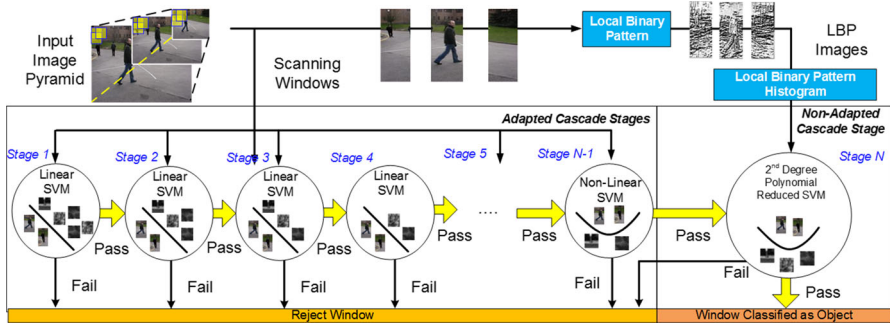 Input
Image
Pyramid
Scanning
Windows
Local Binary
Pattern
LBP
Images
Local Binary Pattern
Histogram
Adapted Cascade Stages
Non-Adapted
Cascade Stage
Stage 1
Stage 2
Stage 3
Stage 4
Stage 5
Stage N-1
Stage N
Linear
SVM
Linear
SVM
Linear
SVM
Linear
SVM
....
Non-Linear
SVM
2nd Degree
Polynomial
Reduced SVM
Pass
Pass
Pass
Pass
Pass
Pass
Fail
Fail
Fail
Fail
Fail
Fail
Pass
Reject Window
Window Classified as Object